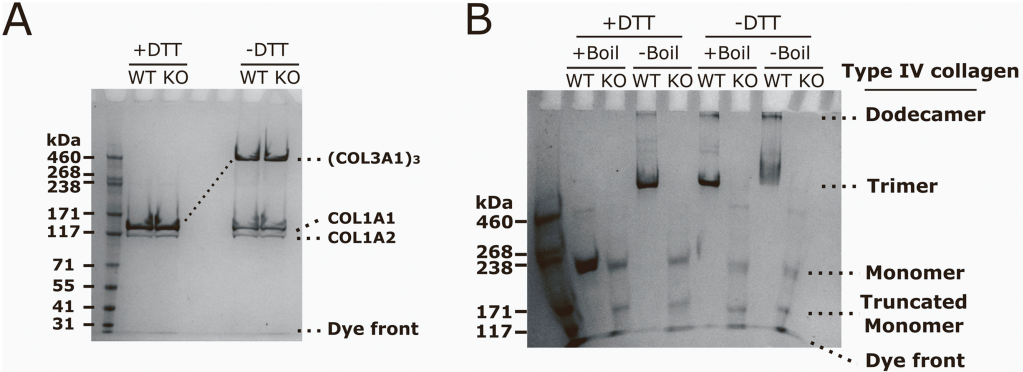 A
+DTT -DTT
WT KO WT KO
kDa
460
268
238
171
117
71
55
41
31
(COL3A1)₃
COL1A1
COL1A2
Dye front
B
+DTT -DTT
+Boil -Boil +Boil -Boil
WT KO WT KO WT KO WT KO
Type IV collagen
kDa
460
268
238
171
117
Dodecamer
Trimer
Monomer
Truncated
Monomer
Dye front